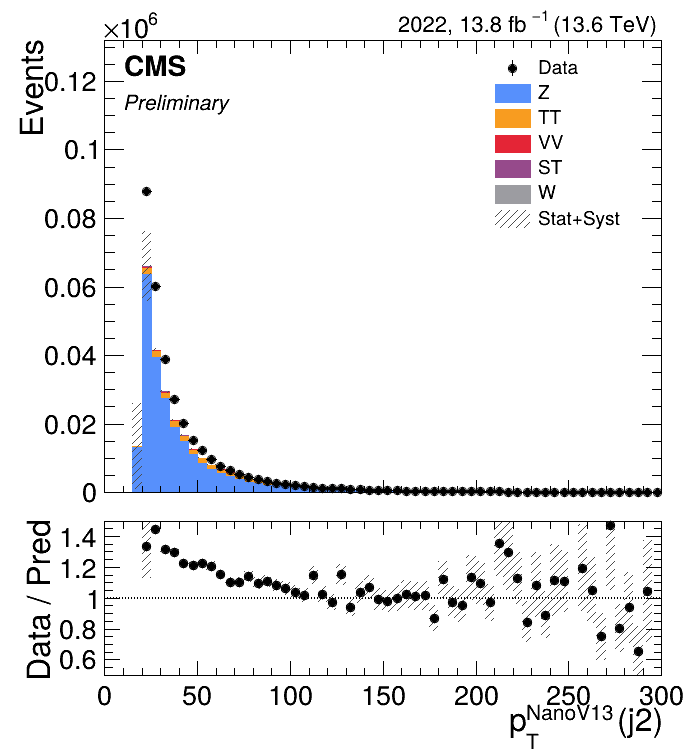 ×10⁶
2022, 13.8 fb ⁻¹ (13.6 TeV)
CMS
Preliminary
Events
0.12
0.1
0.08
0.06
0.04
0.02
0
Data
Z
TT
VV
ST
W
Stat+Syst
Data / Pred
1.4
1.2
1
0.8
0.6
0 50 100 150 200 250 300
p_T^NanoV13 (j2)